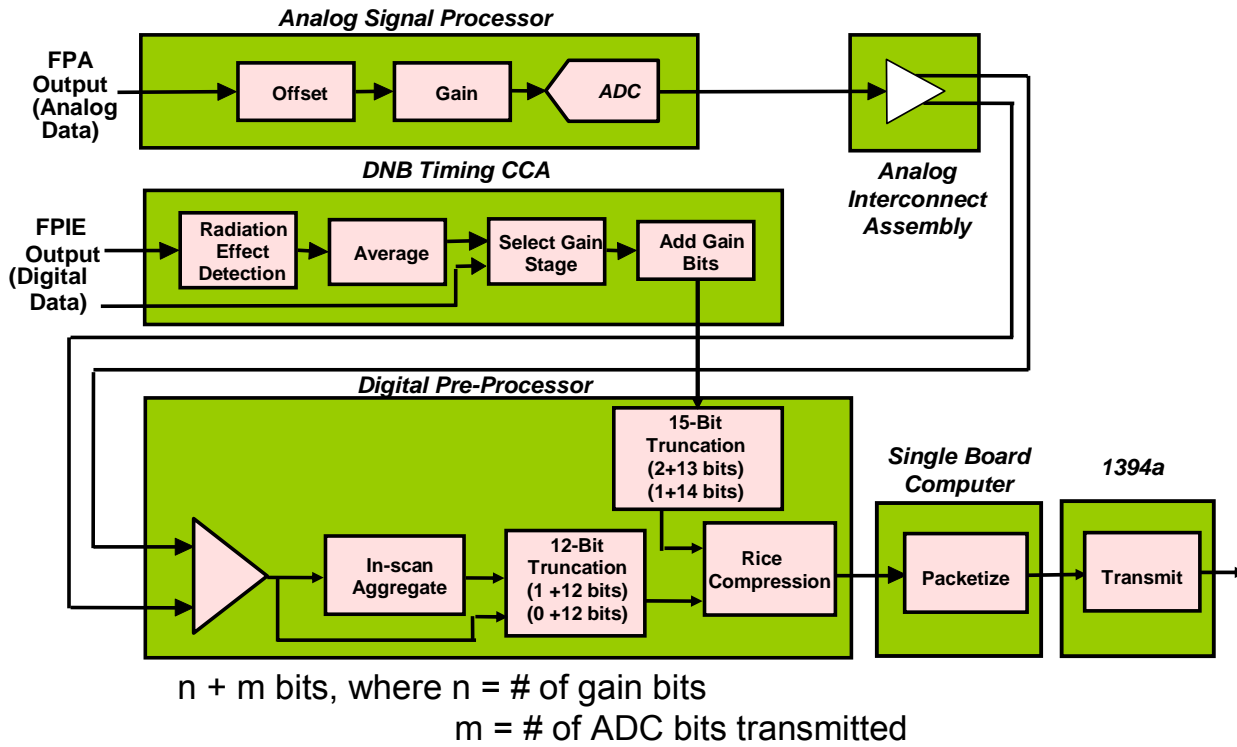 Analog Signal Processor
FPA
Output
(Analog
Data)
Offset
Gain
ADC
Analog
Interconnect
Assembly
DNB Timing CCA
FPIE
Output
(Digital
Data)
Radiation
Effect
Detection
Average
Select Gain
Stage
Add Gain
Bits
Digital Pre-Processor
15-Bit
Truncation
(2+13 bits)
(1+14 bits)
In-scan
Aggregate
12-Bit
Truncation
(1 +12 bits)
(0 +12 bits)
Rice
Compression
Single Board
Computer
Packetize
1394a
Transmit
n + m bits, where n = # of gain bits
m = # of ADC bits transmitted